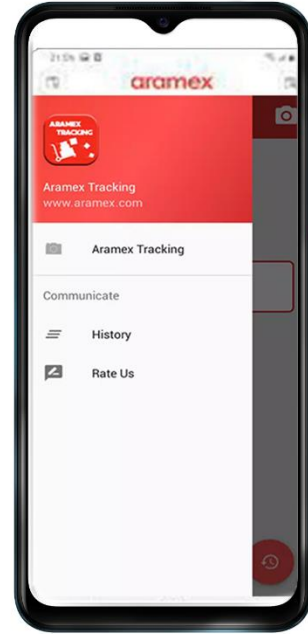 aramex
ARAMEX
TRACKING
Aramex Tracking
www.aramex.com
Aramex Tracking
Communicate
History
Rate Us